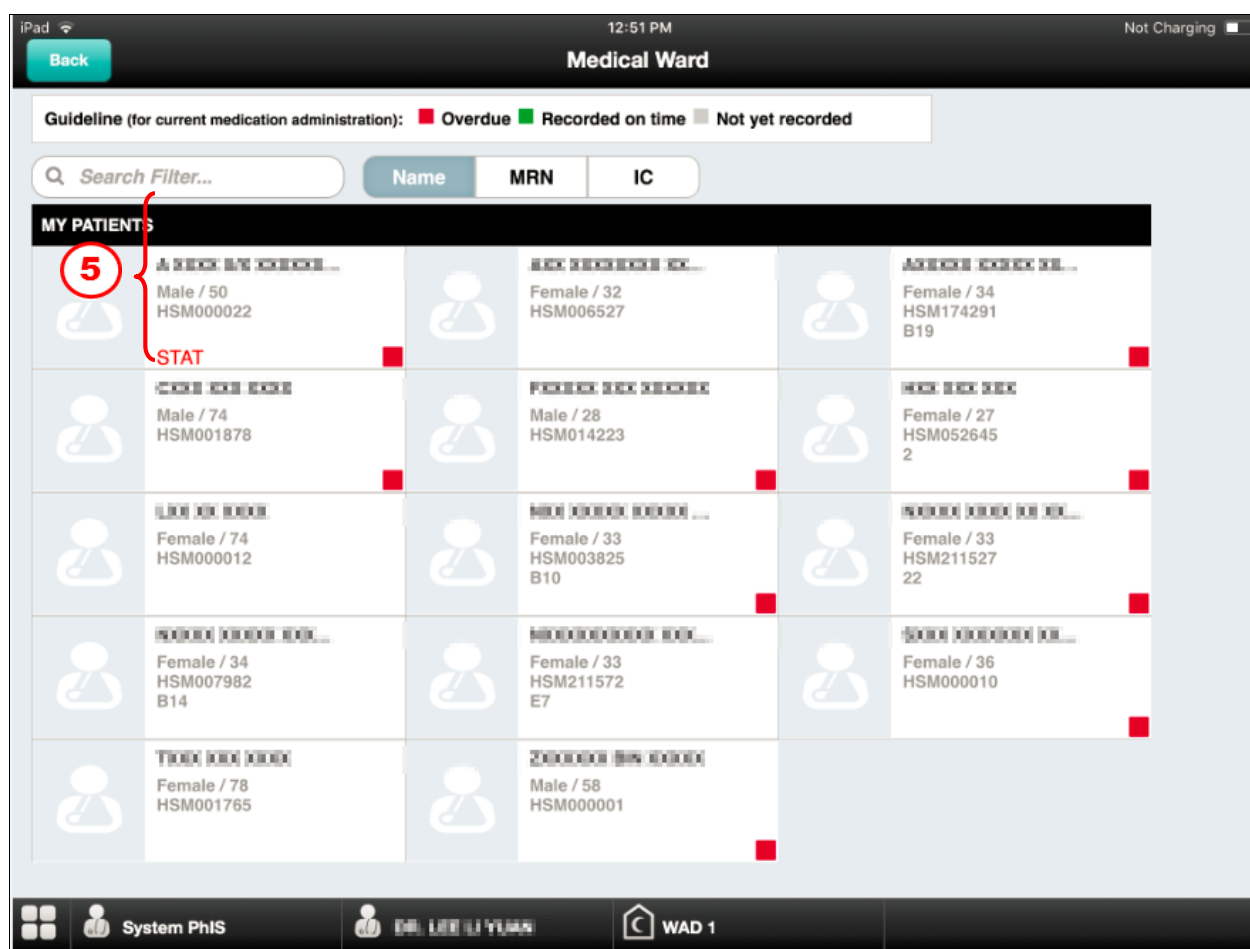 iPad 12:51 PM Not Charging
Back Medical Ward
Guideline (for current medication administration): Overdue Recorded on time Not yet recorded
Search Filter... Name MRN IC
MY PATIENTS
5
Male / 50
HSM000022
STAT
Female / 32
HSM006527
Female / 34
HSM174291
B19
Male / 74
HSM001878
Male / 28
HSM014223
Female / 27
HSM052645
2
Female / 74
HSM000012
Female / 33
HSM003825
B10
Female / 33
HSM211527
22
Female / 34
HSM007982
B14
Female / 33
HSM211572
E7
Female / 36
HSM000010
Female / 78
HSM001765
Male / 58
HSM000001
System PhIS WAD 1